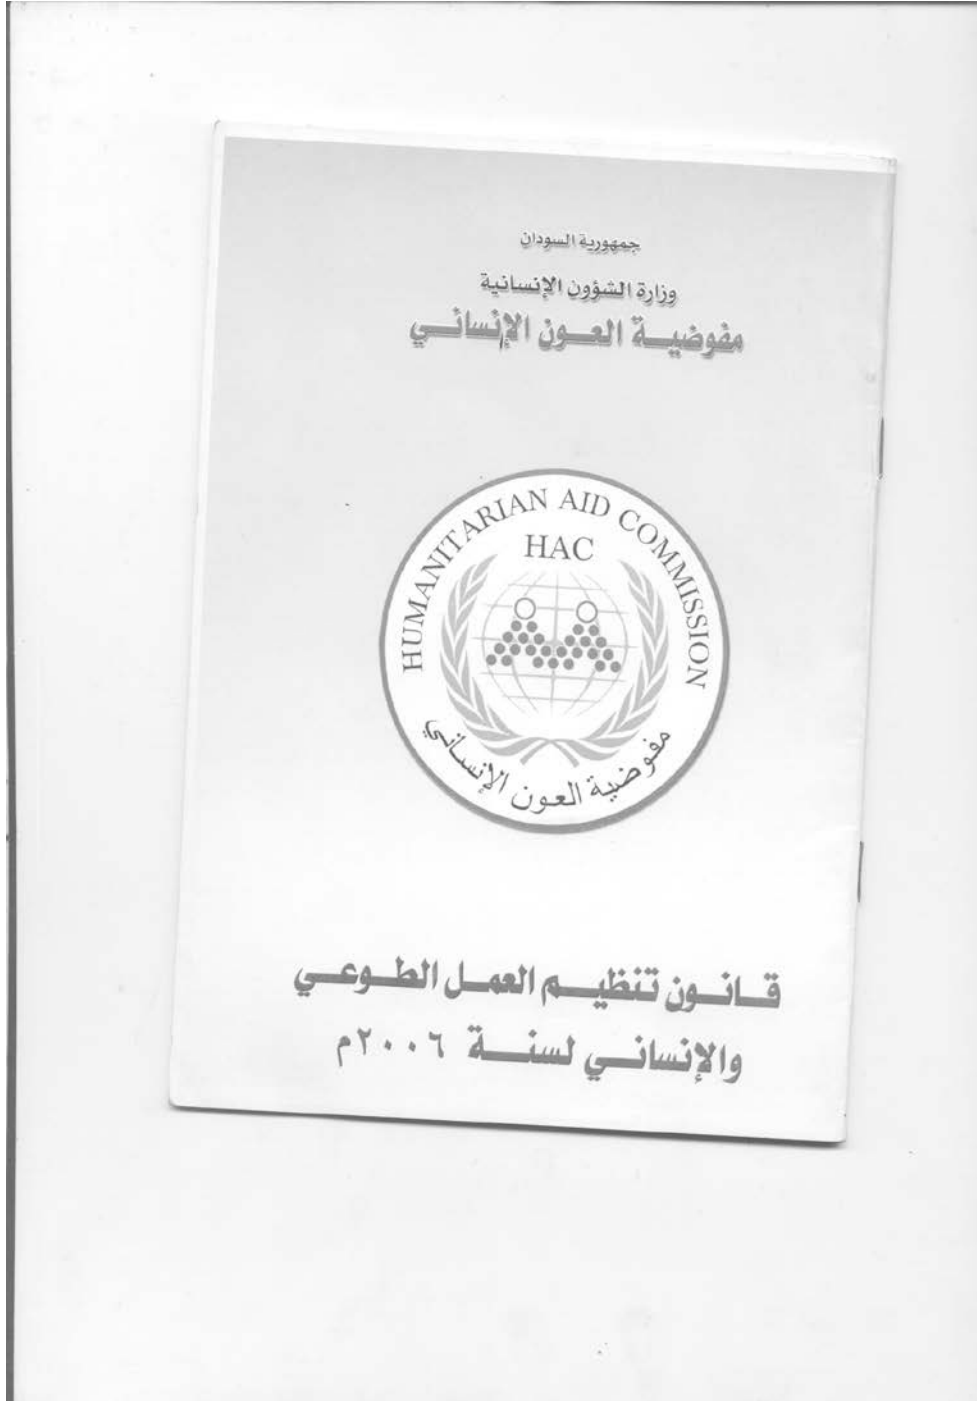 جمهورية السودان
وزارة الشؤون الإنسانية
مفوضية العون الإنساني
HUMANITARIAN AID COMMISSION
HAC
مفوضية العون الإنساني
قانون تنظيم العمل الطوعي
والإنساني لسنة ٢٠٠٦م